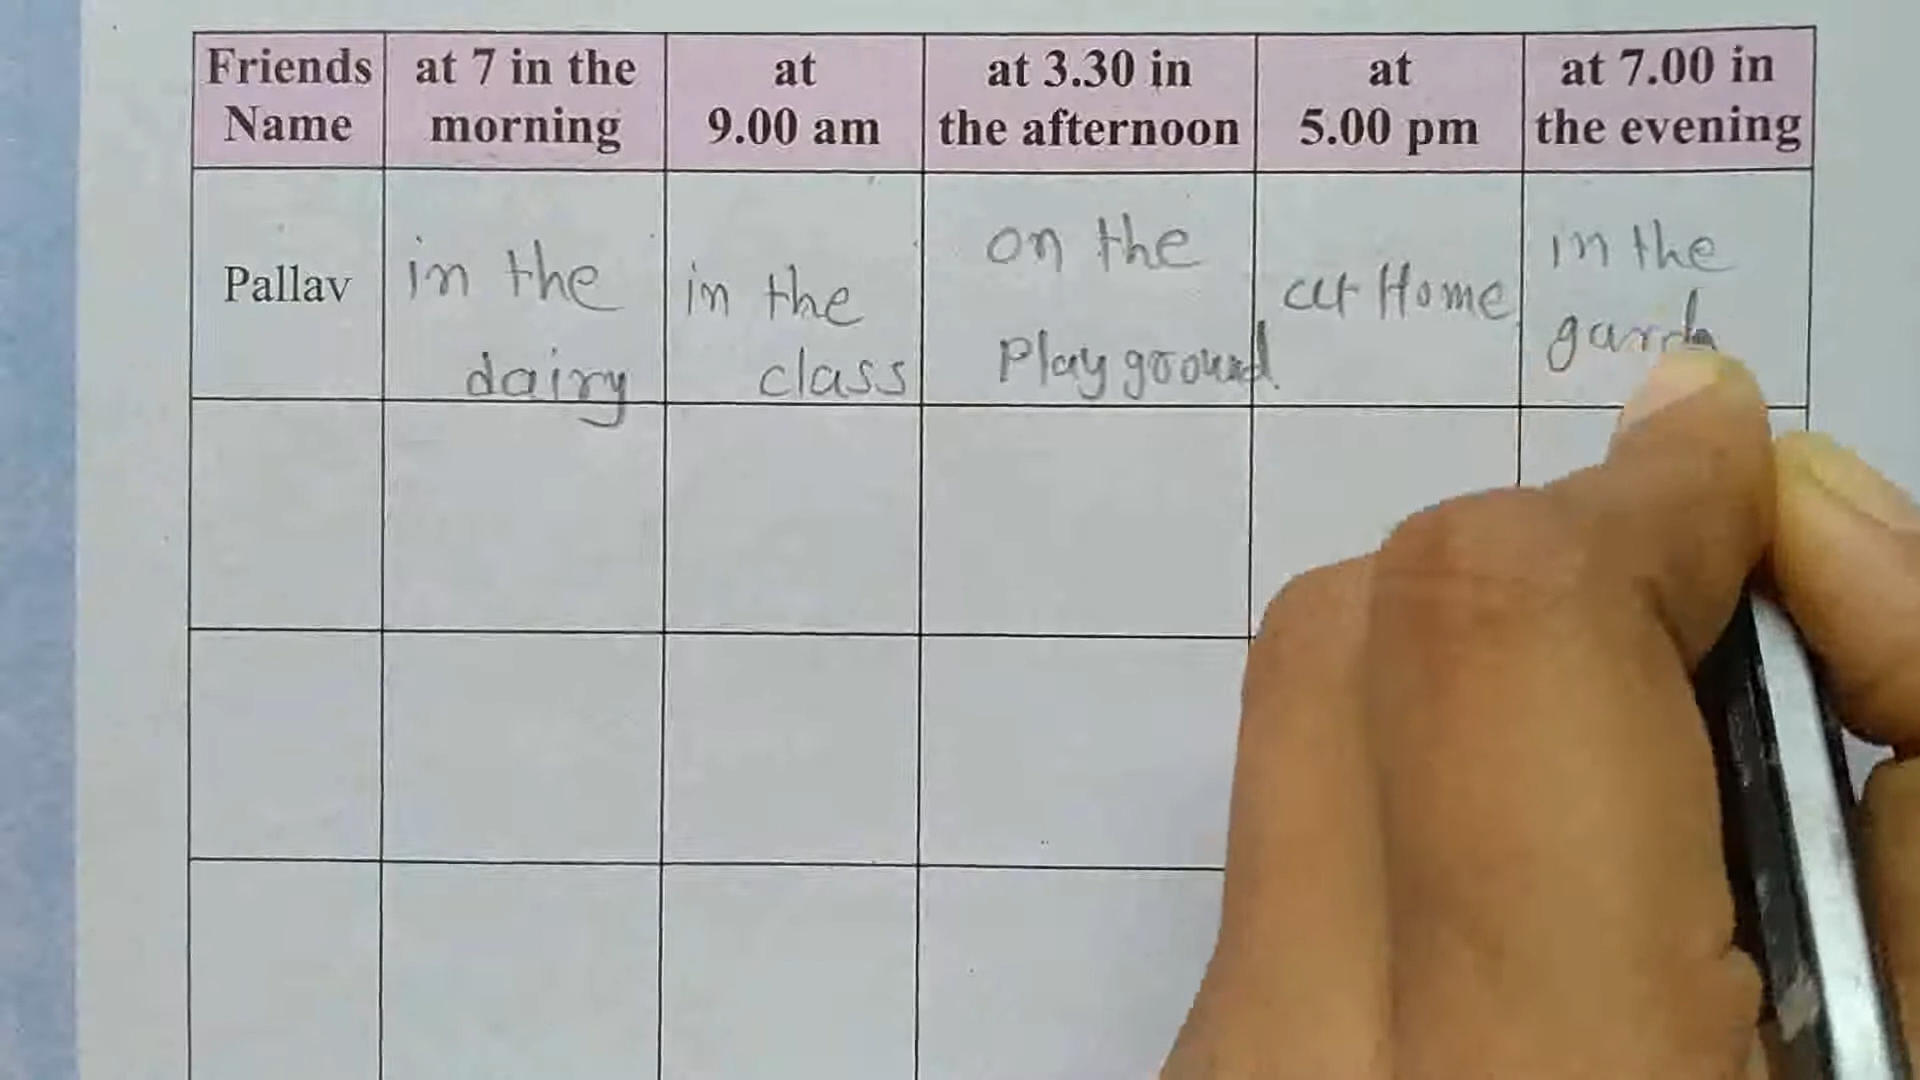 Friends Name
at 7 in the morning
at 9.00 am
at 3.30 in the afternoon
at 5.00 pm
at 7.00 in the evening
Pallav
in the
dairy
in the
class
on the
Playground
at Home
in the